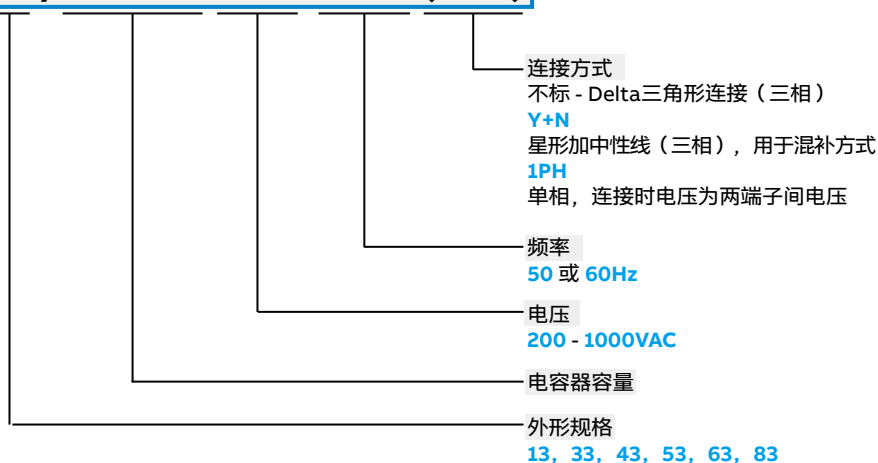 连接方式
不标 - Delta三角形连接（三相）
Y+N
星形加中性线（三相），用于混补方式
1PH
单相，连接时电压为两端子间电压
频率
50 或 60Hz
电压
200 - 1000VAC
电容器容量
外形规格
13，33，43，53，63，83